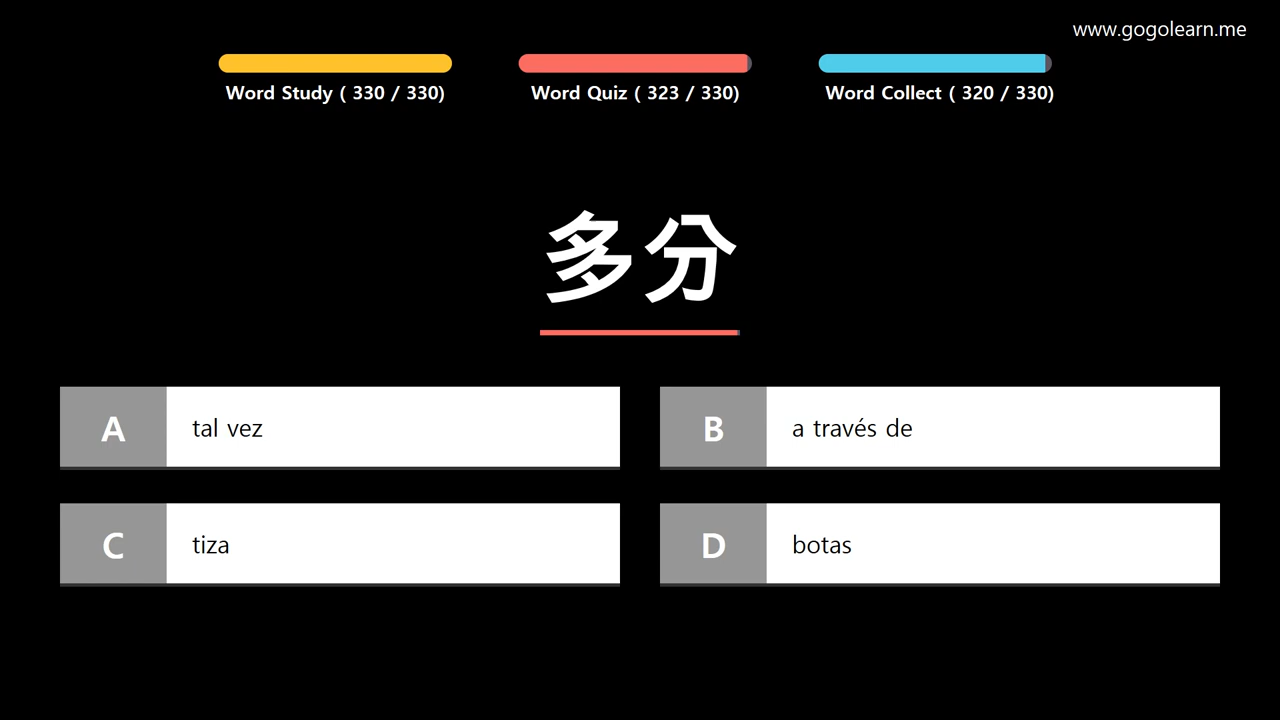 www.gogolearn.me
Word Study ( 330 / 330)
Word Quiz ( 323 / 330)
Word Collect ( 320 / 330)
多分
A tal vez
B a través de
C tiza
D botas